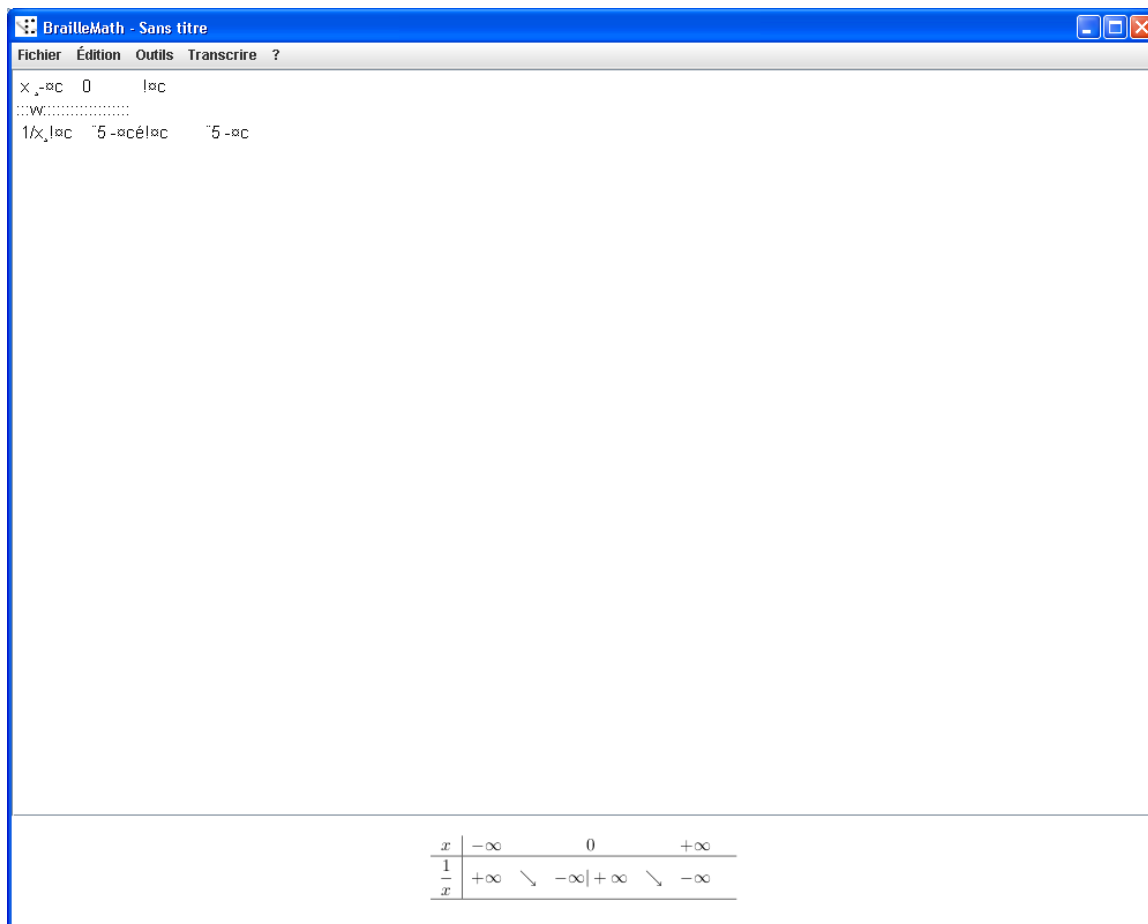 BrailleMath - Sans titre
Fichier Édition Outils Transcrire ?
x ¸-¤c 0 !¤c
:::w:::::::::::::::::::
1/x¸!¤c ¨5 -¤cé!¤c ¨5 -¤c
x | −∞ 0 +∞
1/x | +∞ ↘ −∞| + ∞ ↘ −∞